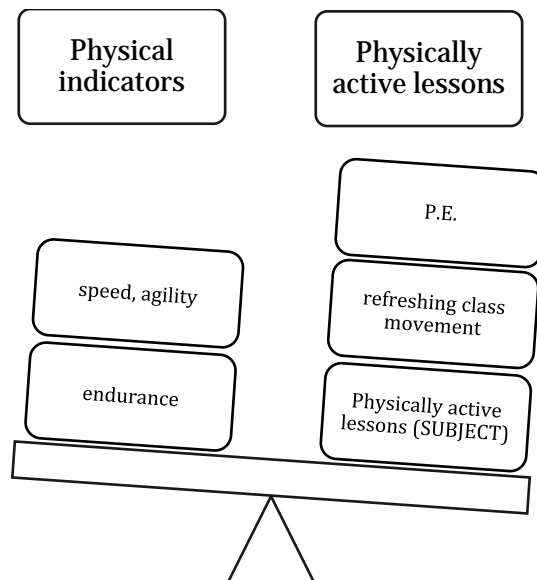 Physical
indicators
Physically
active lessons
P.E.
speed, agility
refreshing class
movement
endurance
Physically active
lessons (SUBJECT)